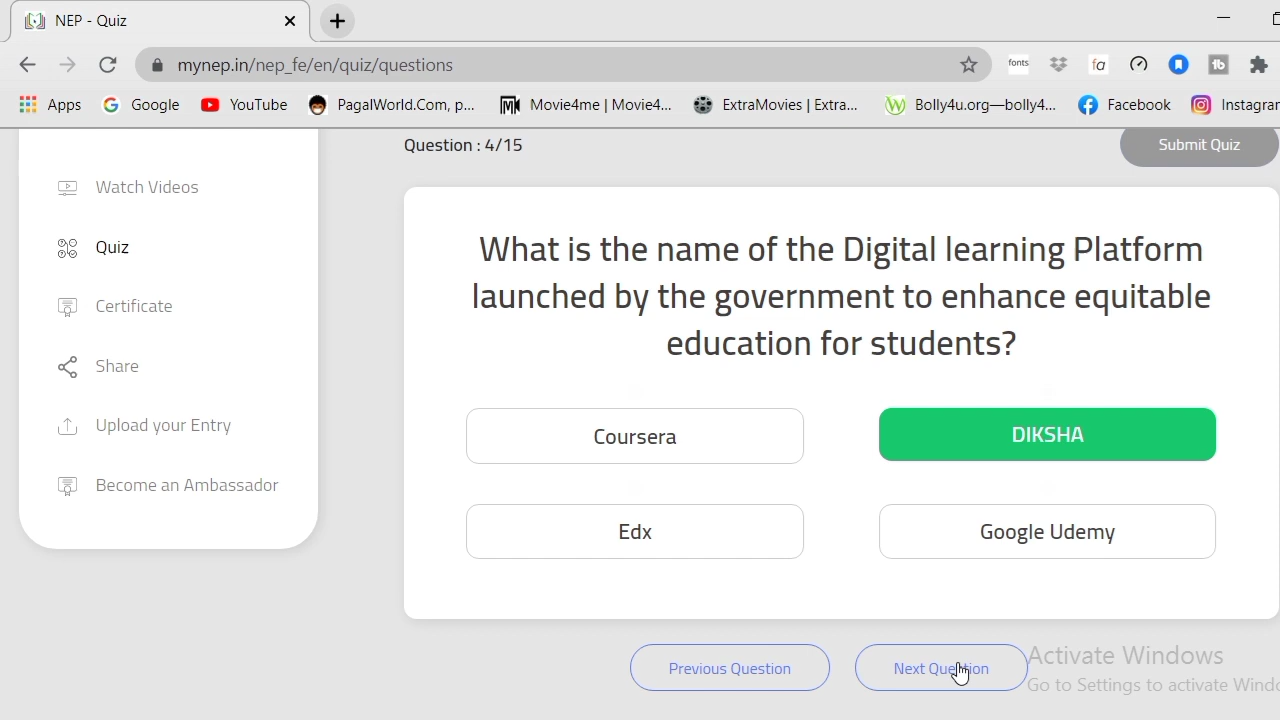 NEP - Quiz
mynep.in/nep_fe/en/quiz/questions
fonts
fa
tb
Apps
Google
YouTube
PagalWorld.Com, p...
Movie4me | Movie4...
ExtraMovies | Extra...
Bolly4u.org—bolly4...
Facebook
Instagram
Question : 4/15
Submit Quiz
Watch Videos
Quiz
Certificate
Share
Upload your Entry
Become an Ambassador
What is the name of the Digital learning Platform
launched by the government to enhance equitable
education for students?
Coursera
DIKSHA
Edx
Google Udemy
Previous Question
Next Question
Activate Windows
Go to Settings to activate Windo